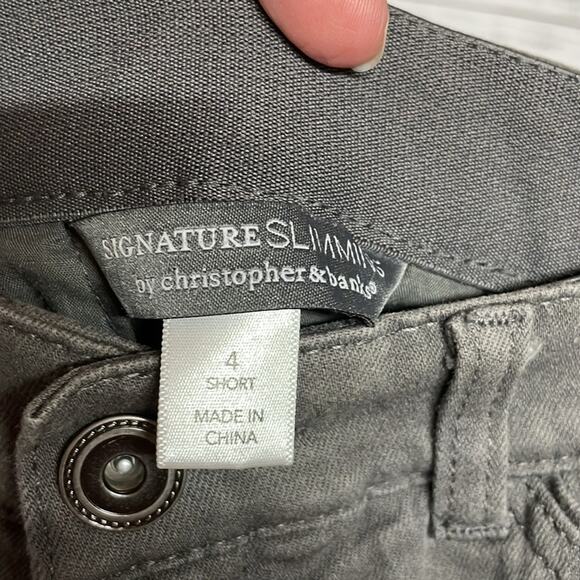 SIGNATURE SLIMMING
by christopher&banks®
4
SHORT
MADE IN
CHINA